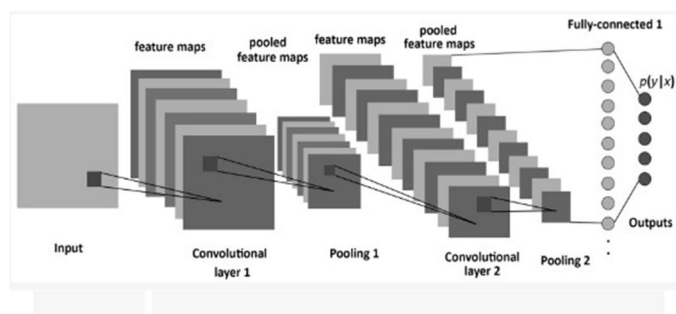 Fully-connected 1
feature maps
pooled
feature maps
feature maps
pooled
feature maps
p(y|x)
Input
Convolutional
layer 1
Pooling 1
Convolutional
layer 2
Pooling 2
Outputs